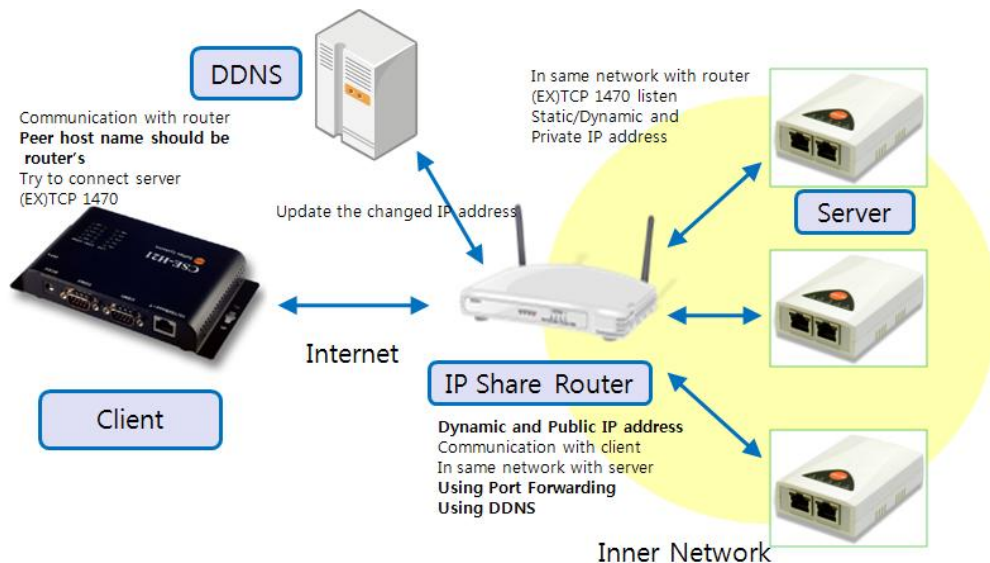 DDNS
Communication with router
Peer host name should be
router's
Try to connect server
(EX)TCP 1470
In same network with router
(EX)TCP 1470 listen
Static/Dynamic and
Private IP address
Update the changed IP address
Server
CSE-H21
Internet
Client
IP Share Router
Dynamic and Public IP address
Communication with client
In same network with server
Using Port Forwarding
Using DDNS
Inner Network